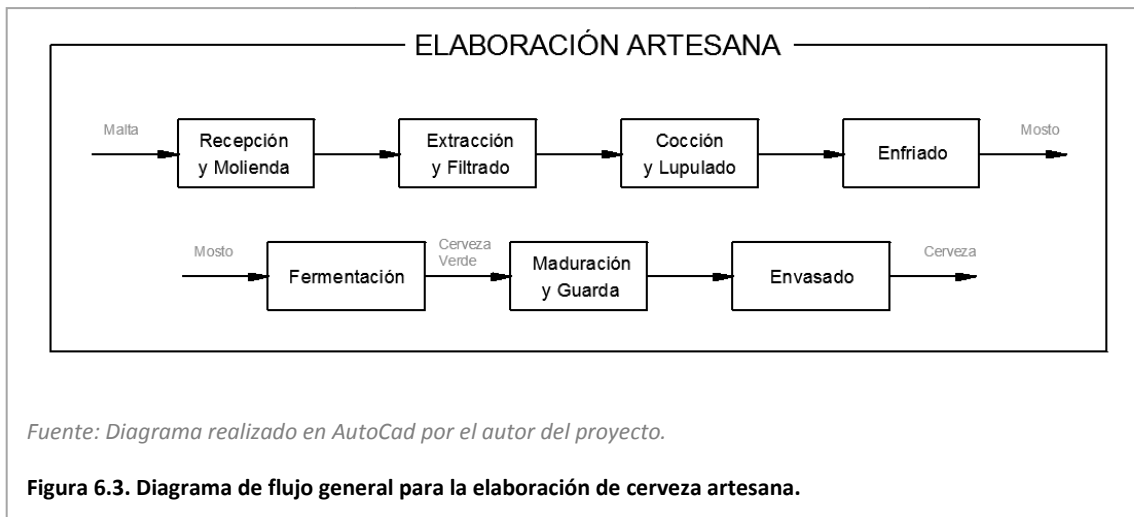 ELABORACIÓN ARTESANA
Malta
Recepción
y Molienda
Extracción
y Filtrado
Cocción
y Lupulado
Enfriado
Mosto
Mosto
Fermentación
Cerveza
Verde
Maduración
y Guarda
Envasado
Cerveza
Fuente: Diagrama realizado en AutoCad por el autor del proyecto.
Figura 6.3. Diagrama de flujo general para la elaboración de cerveza artesana.